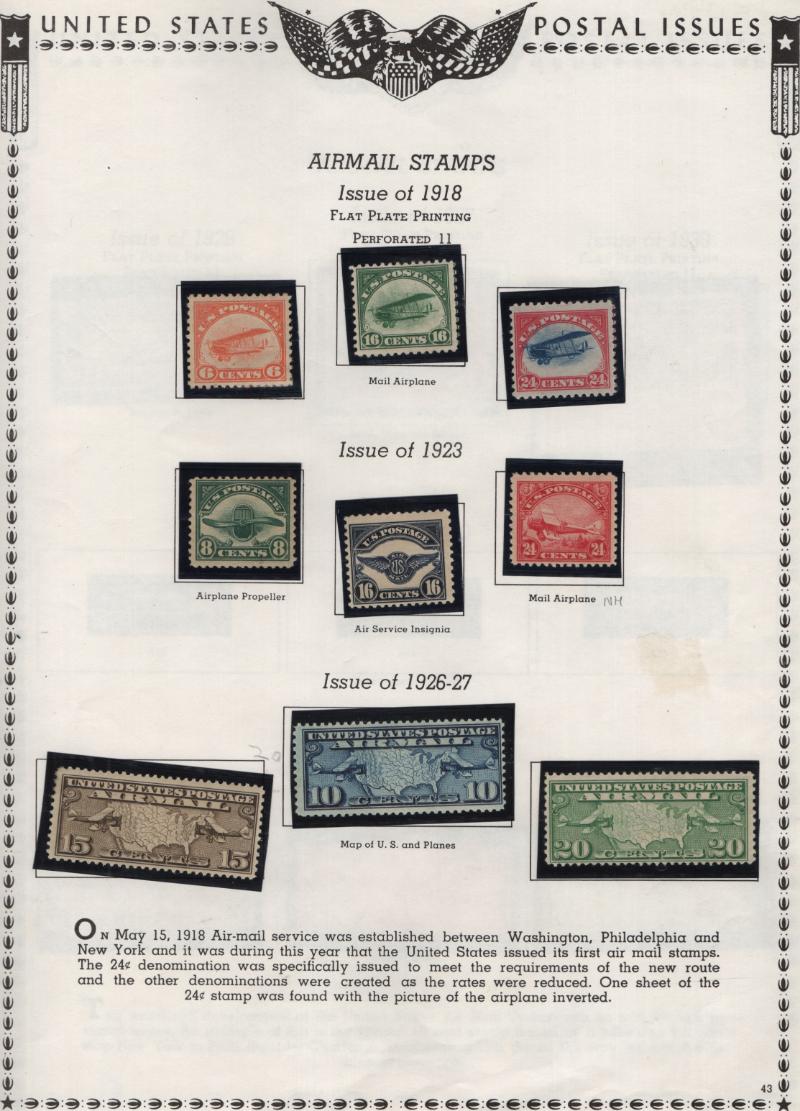 UNITED STATES POSTAL ISSUES
AIRMAIL STAMPS
Issue of 1918
FLAT PLATE PRINTING
PERFORATED 11
U.S. POSTAGE
6 CENTS 6
U.S. POSTAGE
16 CENTS 16
U.S. POSTAGE
24 CENTS 24
Mail Airplane
Issue of 1923
U.S. POSTAGE
8 CENTS 8
U.S. POSTAGE
AIR
US
MAIL
16 CENTS 16
U.S. POSTAGE
24 CENTS 24
Airplane Propeller
Air Service Insignia
Mail Airplane NH
Issue of 1926-27
20
UNITED STATES POSTAGE
AIR MAIL
15 CENTS 15
UNITED STATES POSTAGE
AIR MAIL
10 CENTS 10
UNITED STATES POSTAGE
AIR MAIL
20 CENTS 20
Map of U. S. and Planes
ON May 15, 1918 Air-mail service was established between Washington, Philadelphia and
New York and it was during this year that the United States issued its first air mail stamps.
The 24¢ denomination was specifically issued to meet the requirements of the new route
and the other denominations were created as the rates were reduced. One sheet of the
24¢ stamp was found with the picture of the airplane inverted.
43